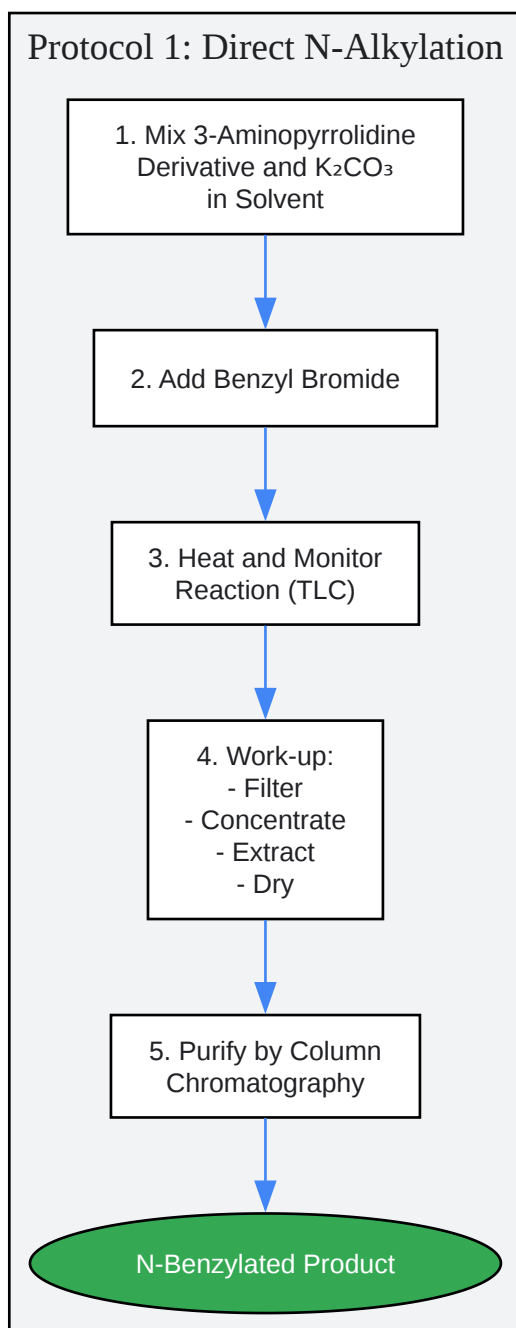 Protocol 1: Direct N-Alkylation
1. Mix 3-Aminopyrrolidine
Derivative and K₂CO₃
in Solvent
2. Add Benzyl Bromide
3. Heat and Monitor
Reaction (TLC)
4. Work-up:
- Filter
- Concentrate
- Extract
- Dry
5. Purify by Column
Chromatography
N-Benzylated Product